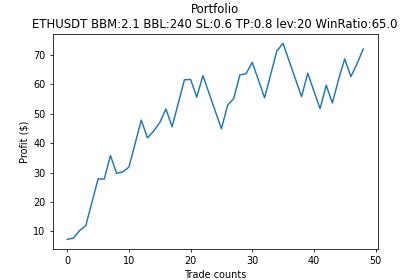 Portfolio
ETHUSDT BBM:2.1 BBL:240 SL:0.6 TP:0.8 lev:20 WinRatio:65.0
70
60
50
40
30
20
10
Profit ($)
0 10 20 30 40 50
Trade counts